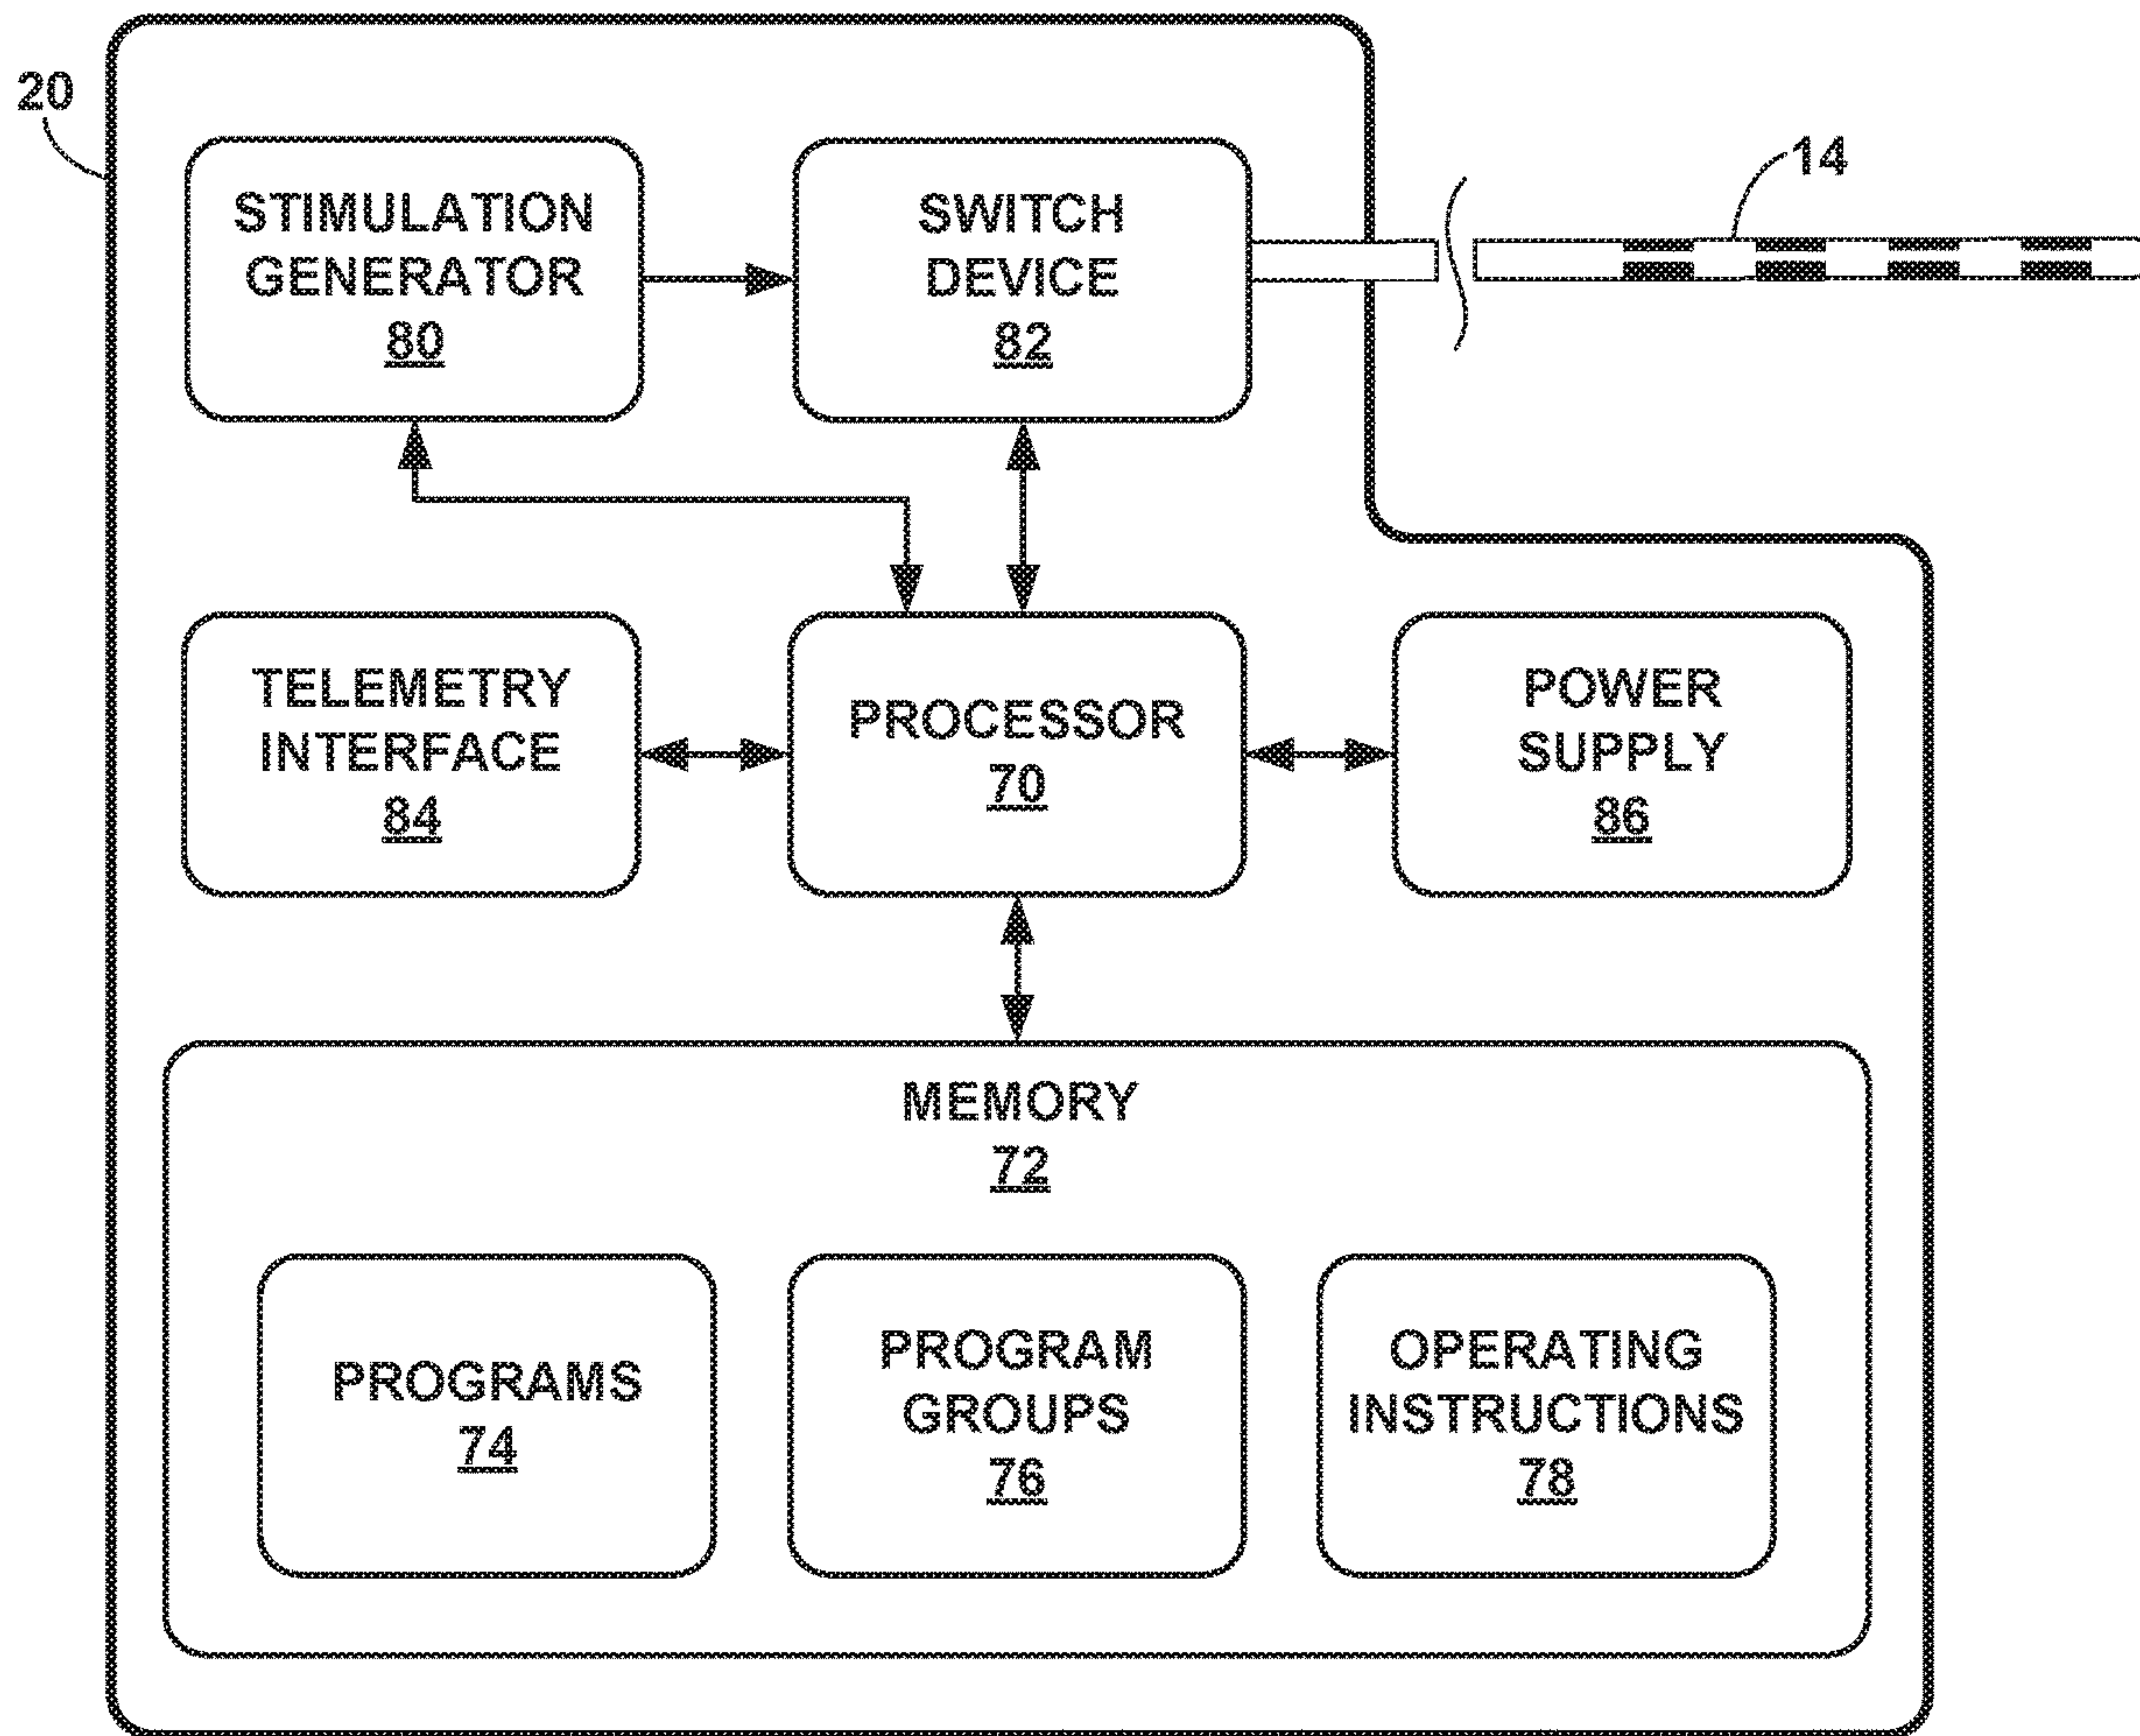 20
14
STIMULATION
GENERATOR
80
SWITCH
DEVICE
82
TELEMETRY
INTERFACE
84
PROCESSOR
70
POWER
SUPPLY
86
MEMORY
72
PROGRAMS
74
PROGRAM
GROUPS
76
OPERATING
INSTRUCTIONS
78